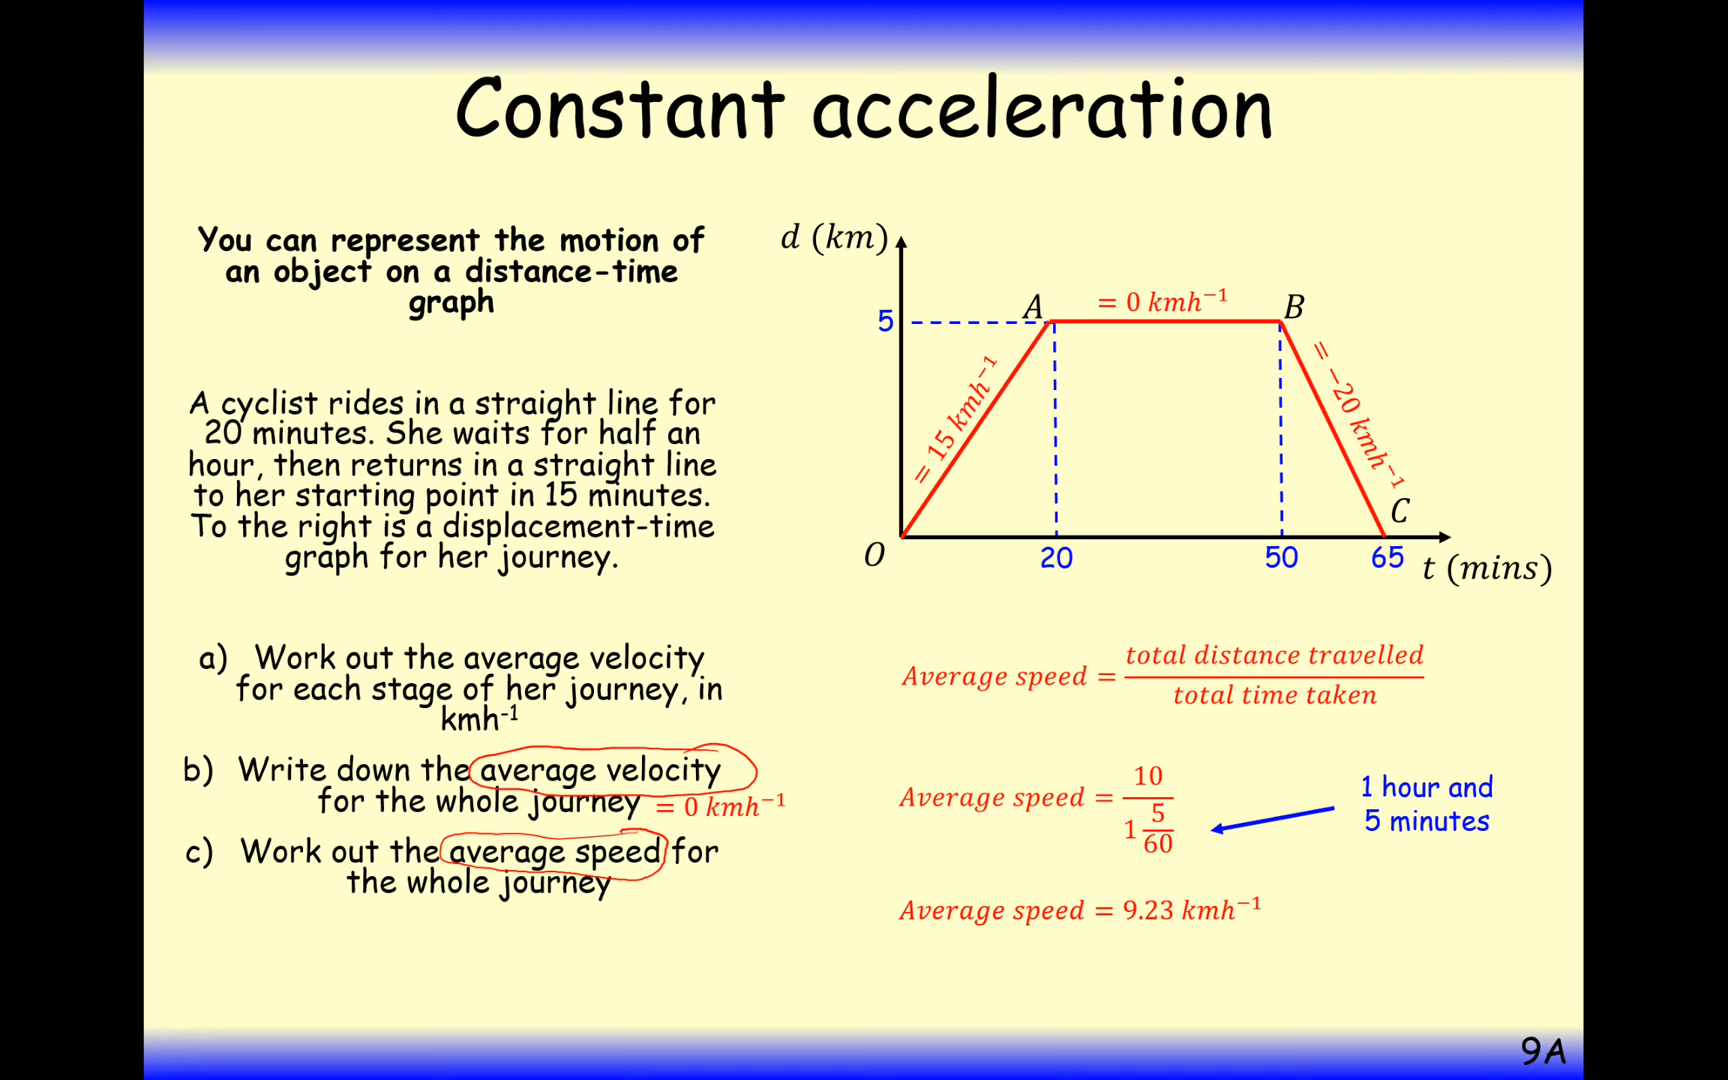 Constant acceleration
You can represent the motion of
an object on a distance-time
graph
A cyclist rides in a straight line for
20 minutes. She waits for half an
hour, then returns in a straight line
to her starting point in 15 minutes.
To the right is a displacement-time
graph for her journey.
a) Work out the average velocity
for each stage of her journey, in
kmh⁻¹
b) Write down the average velocity
for the whole journey = 0 kmh⁻¹
c) Work out the average speed for
the whole journey
d (km)
5
A
= 0 kmh⁻¹
B
= 15 kmh⁻¹
= −20 kmh⁻¹
C
O
20
50
65
t (mins)
Average speed = total distance travelled / total time taken
Average speed = 10 / 1 5/60
1 hour and
5 minutes
Average speed = 9.23 kmh⁻¹
9A